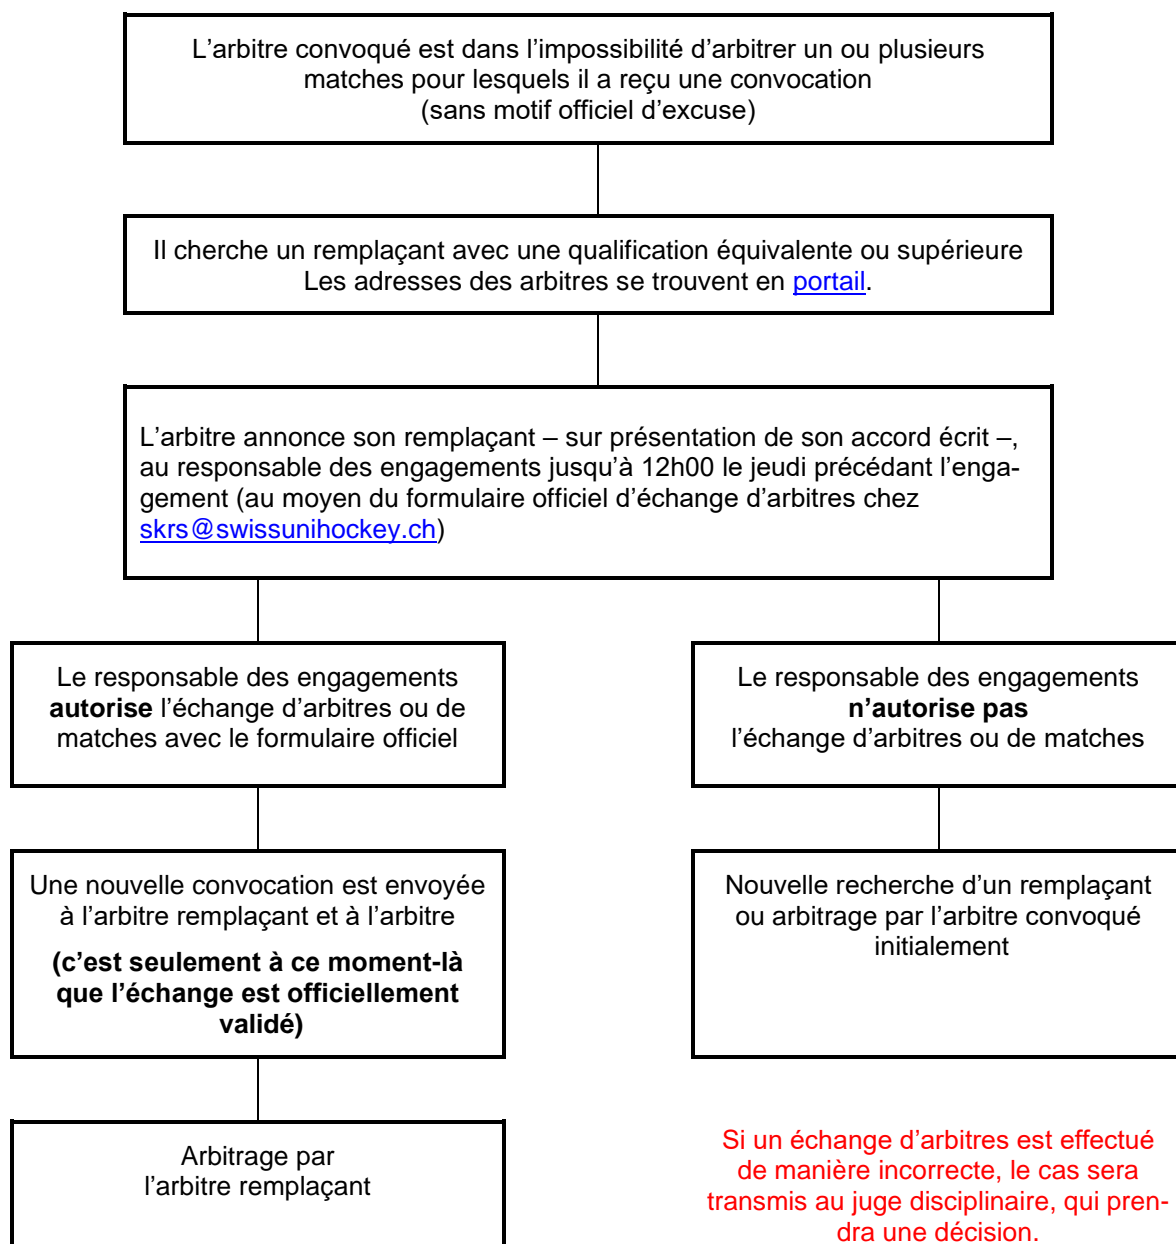 L’arbitre convoqué est dans l’impossibilité d’arbitrer un ou plusieurs
matches pour lesquels il a reçu une convocation
(sans motif officiel d’excuse)
Il cherche un remplaçant avec une qualification équivalente ou supérieure
Les adresses des arbitres se trouvent en portail.
L’arbitre annonce son remplaçant – sur présentation de son accord écrit –,
au responsable des engagements jusqu’à 12h00 le jeudi précédant l’enga-
gement (au moyen du formulaire officiel d’échange d’arbitres chez
skrs@swissunihockey.ch)
Le responsable des engagements
autorise l’échange d’arbitres ou de
matches avec le formulaire officiel
Le responsable des engagements
n’autorise pas
l’échange d’arbitres ou de matches
Une nouvelle convocation est envoyée
à l’arbitre remplaçant et à l’arbitre
(c’est seulement à ce moment-là
que l’échange est officiellement
validé)
Nouvelle recherche d’un remplaçant
ou arbitrage par l’arbitre convoqué
initialement
Arbitrage par
l’arbitre remplaçant
Si un échange d’arbitres est effectué
de manière incorrecte, le cas sera
transmis au juge disciplinaire, qui pren-
dra une décision.